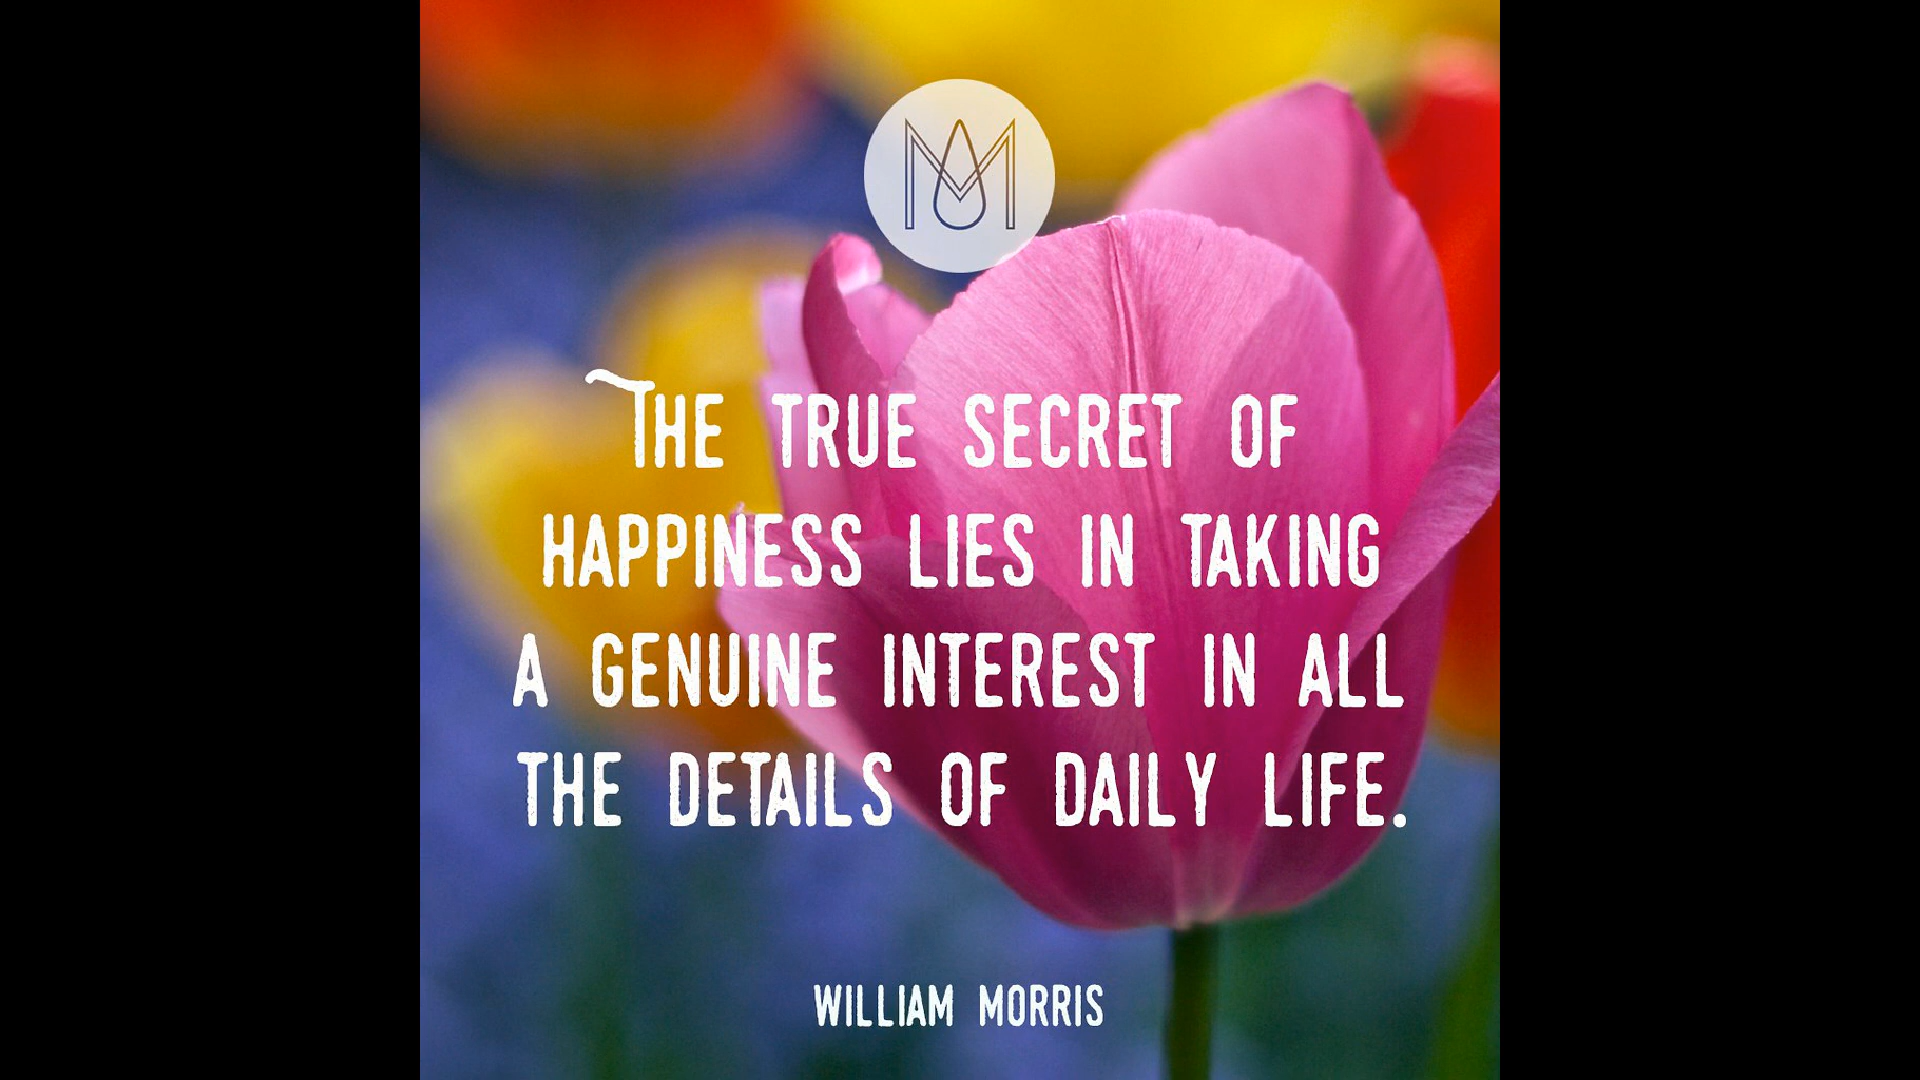 The true secret of
happiness lies in taking
a genuine interest in all
the details of daily life.
William Morris